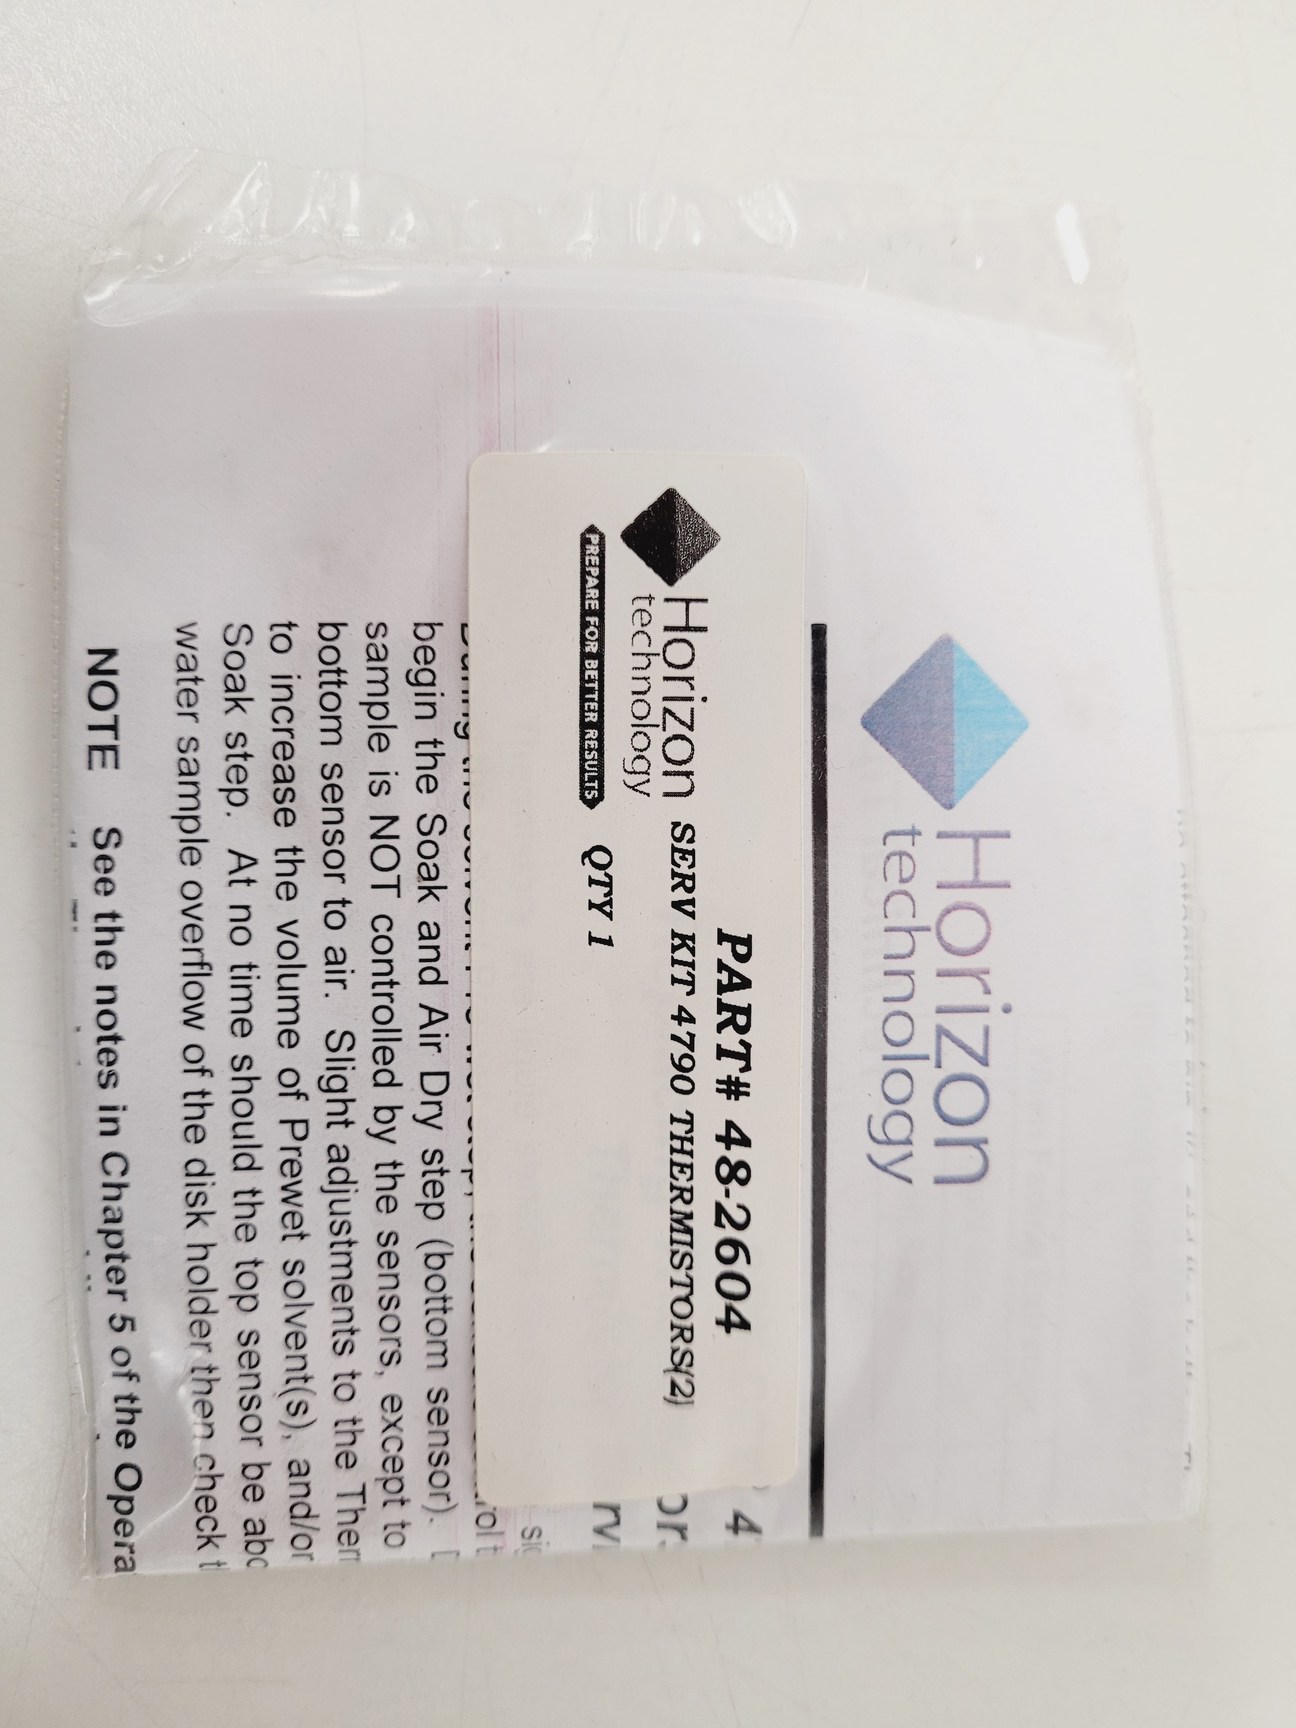 Horizon
technology
PART# 48-2604
Horizon
technology
SERV KIT 4790 THERMISTORS(2)
PREPARE FOR BETTER RESULTS
QTY 1
begin the Soak and Air Dry step (bottom sensor).
sample is NOT controlled by the sensors, except to
bottom sensor to air. Slight adjustments to the
to increase the volume of Prewet solvent(s), and/or
Soak step. At no time should the top sensor be
water sample overflow of the disk holder then check
NOTE See the notes in Chapter 5 of the